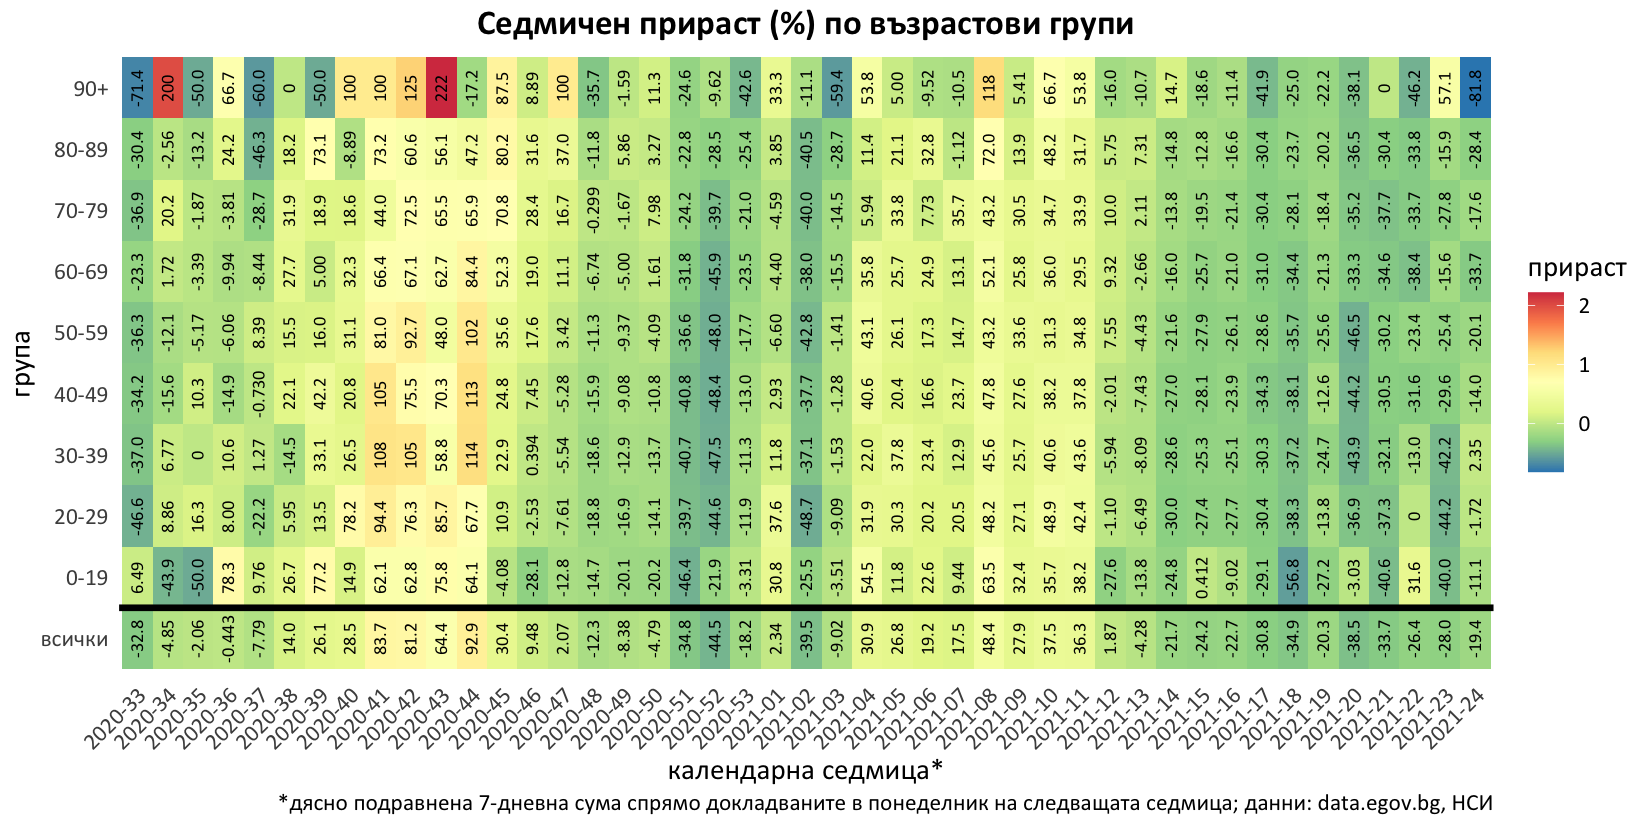 Седмичен прираст (%) по възрастови групи
90+ -71.4 200 -50.0 66.7 -60.0 0 -50.0 100 100 125 222 -17.2 87.5 8.89 100 -35.7 -1.59 11.3 -24.6 -9.62 -42.6 33.3 -11.1 -59.4 53.8 5.00 -9.52 -10.5 118 5.41 66.7 53.8 -16.0 -10.7 14.7 -18.6 -11.4 -41.9 -25.0 -22.2 -38.1 0 -46.2 57.1 -81.8
80-89 -30.4 -2.56 -13.2 24.2 -46.3 18.2 73.1 -8.89 73.2 60.6 56.1 47.2 80.2 31.6 37.0 -11.8 5.86 3.27 -22.8 -28.5 -25.4 3.85 -40.5 -28.7 11.4 21.1 32.8 -1.12 72.0 13.9 48.2 31.7 5.75 7.31 -14.8 -12.8 -16.6 -30.4 -23.7 -20.2 -36.5 -30.4 -33.8 -15.9 -28.4
70-79 -36.9 20.2 -1.87 -3.81 -28.7 31.9 18.9 18.6 44.0 72.5 65.5 65.9 70.8 28.4 16.7 -0.299 -1.67 7.98 -24.2 -39.7 -21.0 -4.59 -40.0 -14.5 5.94 33.8 7.73 35.7 43.2 30.5 34.7 33.9 10.0 2.11 -13.8 -19.5 -21.4 -30.4 -28.1 -18.4 -35.2 -37.7 -33.7 -27.8 -17.6
60-69 -23.3 1.72 -3.39 -9.94 -8.44 27.7 5.00 32.3 66.4 67.1 62.7 84.4 52.3 19.0 11.1 -6.74 -5.00 1.61 -31.8 -45.9 -23.5 -4.40 -38.0 -15.5 35.8 25.7 24.9 13.1 52.1 25.8 36.0 29.5 9.32 -2.66 -16.0 -25.7 -21.0 -31.0 -34.4 -21.3 -33.3 -34.6 -38.4 -15.6 -33.7
50-59 -36.3 -12.1 -5.17 -6.06 8.39 15.5 16.0 31.1 81.0 92.7 48.0 102 35.6 17.6 3.42 -11.3 -9.37 -4.09 -36.6 -48.0 -17.7 -6.60 -42.8 -1.41 43.1 26.1 17.3 14.7 43.2 33.6 31.3 34.8 7.55 -4.43 -21.6 -27.9 -26.1 -28.6 -35.7 -25.6 -46.5 -30.2 -23.4 -25.4 -20.1
40-49 -34.2 -15.6 10.3 -14.9 -0.730 22.1 42.2 20.8 105 75.5 70.3 113 24.8 7.45 -5.28 -15.9 -9.08 -10.8 -40.8 -48.4 -13.0 2.93 -37.7 -1.28 40.6 20.4 16.6 23.7 47.8 27.6 38.2 37.8 -2.01 -7.43 -27.0 -28.1 -23.9 -34.3 -38.1 -12.6 -44.2 -30.5 -31.6 -29.6 -14.0
30-39 -37.0 6.77 0 10.6 1.27 -14.5 33.1 26.5 108 105 58.8 114 22.9 0.394 -5.54 -18.6 -12.9 -13.7 -40.7 -47.5 -11.3 11.8 -37.1 -1.53 22.0 37.8 23.4 12.9 45.6 25.7 40.6 43.6 -5.94 -8.09 -28.6 -25.3 -25.1 -30.3 -37.2 -24.7 -43.9 -32.1 -13.0 -42.2 2.35
20-29 -46.6 8.86 16.3 8.00 -22.2 5.95 13.5 78.2 94.4 76.3 85.7 67.7 10.9 -2.53 -7.61 -18.8 -16.9 -14.1 -39.7 -44.6 -11.9 37.6 -48.7 -9.09 31.9 30.3 20.2 20.5 48.2 27.1 48.9 42.4 -1.10 -6.49 -30.0 -27.4 -27.7 -30.4 -38.3 -13.8 -36.9 -37.3 0 -44.2 -1.72
0-19 6.49 -43.9 -50.0 78.3 9.76 26.7 77.2 14.9 62.1 62.8 75.8 64.1 -4.08 -28.1 -12.8 -14.7 -20.1 -20.2 -46.4 -21.9 -3.31 30.8 -25.5 -3.51 54.5 11.8 22.6 9.44 63.5 32.4 35.7 38.2 -27.6 -13.8 -24.8 0.412 -9.02 -29.1 -56.8 -27.2 -3.03 -40.6 31.6 -40.0 -11.1
всички -32.8 -4.85 -2.06 -0.443 -7.79 14.0 26.1 28.5 83.7 81.2 64.4 92.9 30.4 9.48 2.07 -12.3 -8.38 -4.79 -34.8 -44.5 -18.2 2.34 -39.5 -9.02 30.9 26.8 19.2 17.5 48.4 27.9 37.5 36.3 1.87 -4.28 -21.7 -24.2 -22.7 -30.8 -34.9 -20.3 -38.5 -33.7 -26.4 -28.0 -19.4
2020-33 2020-34 2020-35 2020-36 2020-37 2020-38 2020-39 2020-40 2020-41 2020-42 2020-43 2020-44 2020-45 2020-46 2020-47 2020-48 2020-49 2020-50 2020-51 2020-52 2020-53 2021-01 2021-02 2021-03 2021-04 2021-05 2021-06 2021-07 2021-08 2021-09 2021-10 2021-11 2021-12 2021-13 2021-14 2021-15 2021-16 2021-17 2021-18 2021-19 2021-20 2021-21 2021-22 2021-23 2021-24
група
календарна седмица*
*дясно подравнена 7-дневна сума спрямо докладваните в понеделник на следващата седмица; данни: data.egov.bg, НСИ
прираст
2
1
0